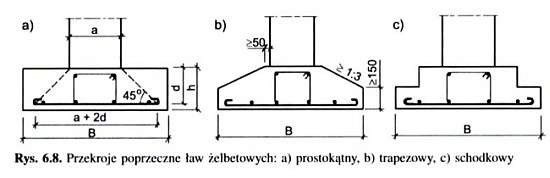 a)
a
45°
d
h
a + 2d
B
b)
≥50
≥ 1:3
≥150
B
c)
B
Rys. 6.8. Przekroje poprzeczne ław żelbetowych: a) prostokątny, b) trapezowy, c) schodkowy